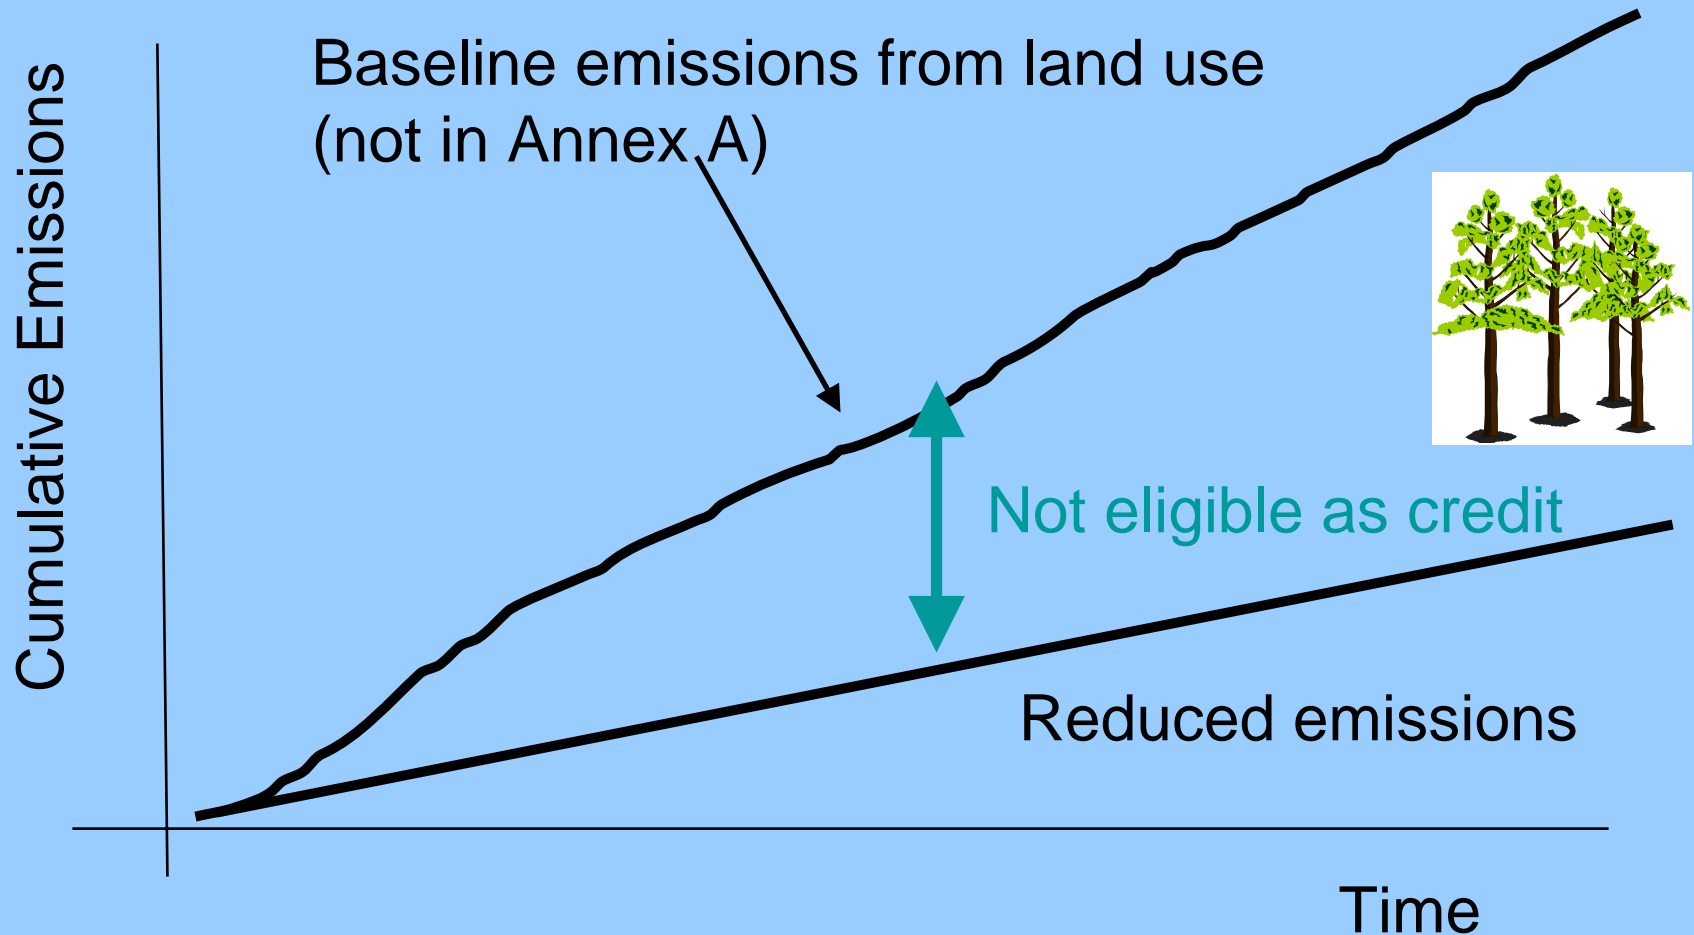 Cumulative Emissions
Baseline emissions from land use
(not in Annex A)
Not eligible as credit
Reduced emissions
Time